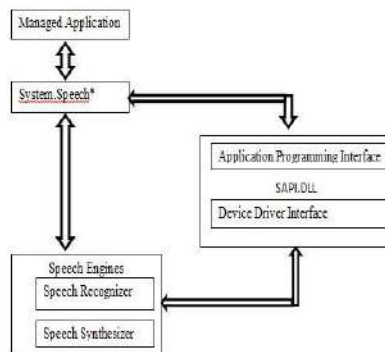 Managed Application
System.Speech*
Application Programming Interface
SAPI.DLL
Device Driver Interface
Speech Engines
Speech Recognizer
Speech Synthesizer